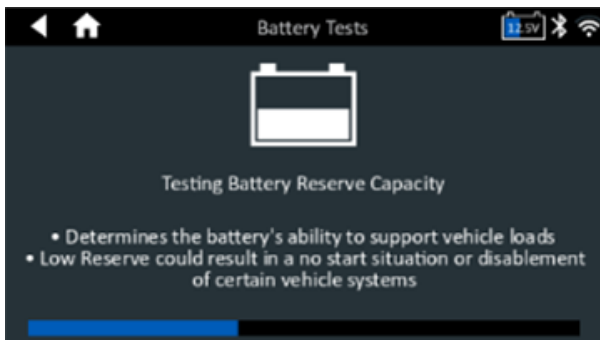 Battery Tests
12.5V
Testing Battery Reserve Capacity
• Determines the battery's ability to support vehicle loads
• Low Reserve could result in a no start situation or disablement
of certain vehicle systems